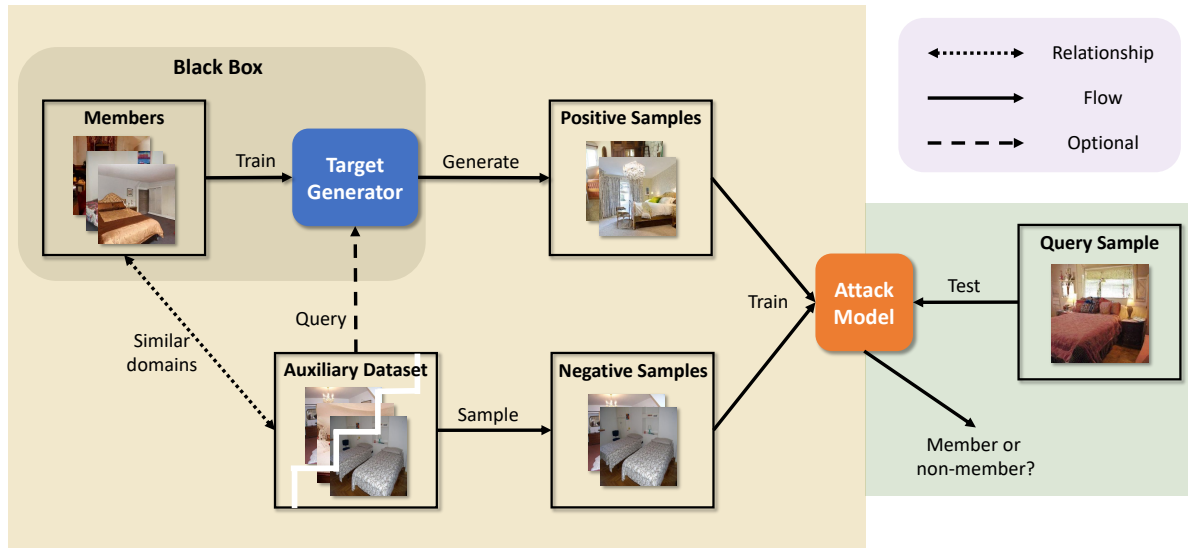 Black Box
Members
Train
Target
Generator
Generate
Positive Samples
Relationship
Flow
Optional
Similar
domains
Query
Auxiliary Dataset
Sample
Negative Samples
Train
Attack
Model
Test
Query Sample
Member or
non-member?